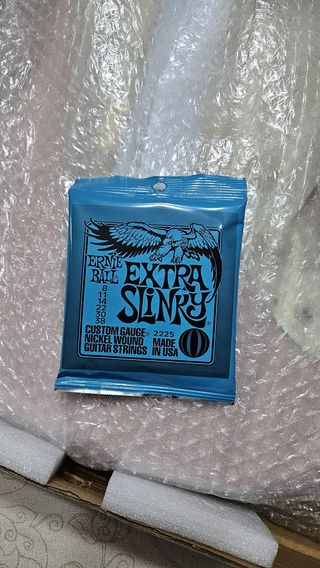 ERNIE
BALL
8
11
14
22
30
38
EXTRA
SLINKY
CUSTOM GAUGE® 2225
NICKEL WOUND MADE
GUITAR STRINGS IN USA